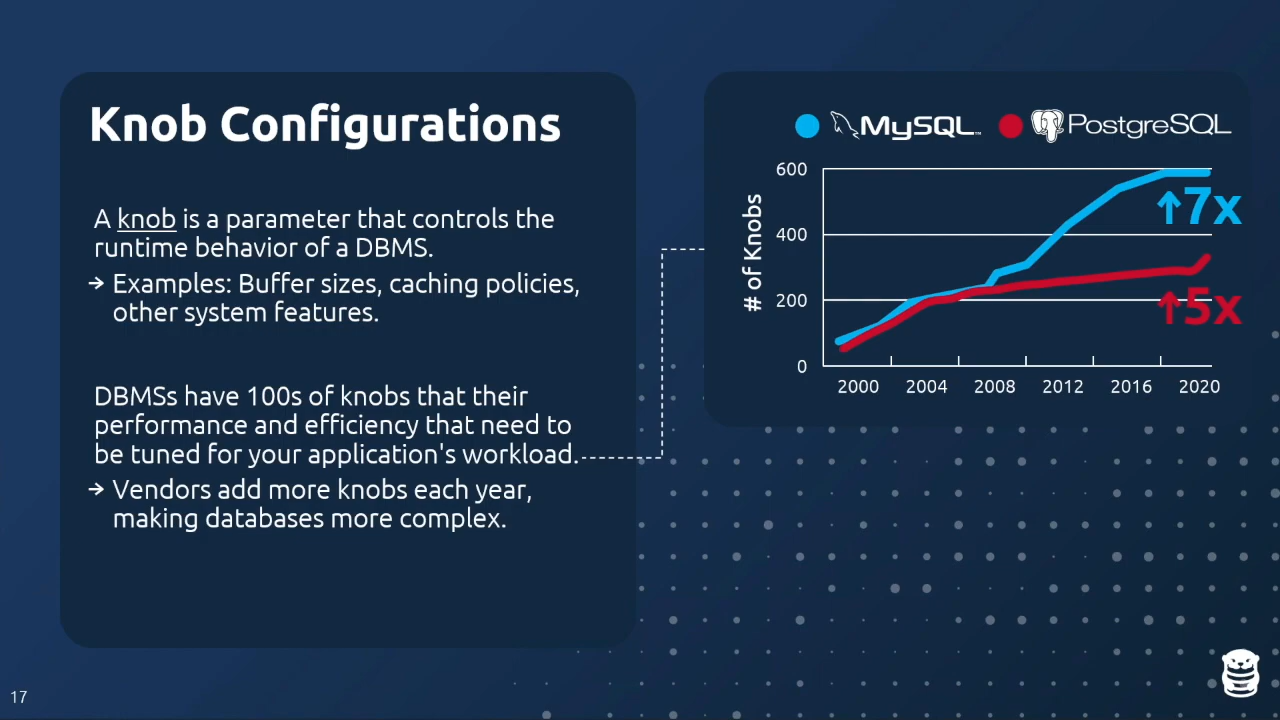 Knob Configurations
A knob is a parameter that controls the
runtime behavior of a DBMS.
→ Examples: Buffer sizes, caching policies,
other system features.
DBMSs have 100s of knobs that their
performance and efficiency that need to
be tuned for your application's workload.
→ Vendors add more knobs each year,
making databases more complex.
MySQL™ PostgreSQL
# of Knobs
600
400
200
0
↑7x
↑5x
2000 2004 2008 2012 2016 2020
17